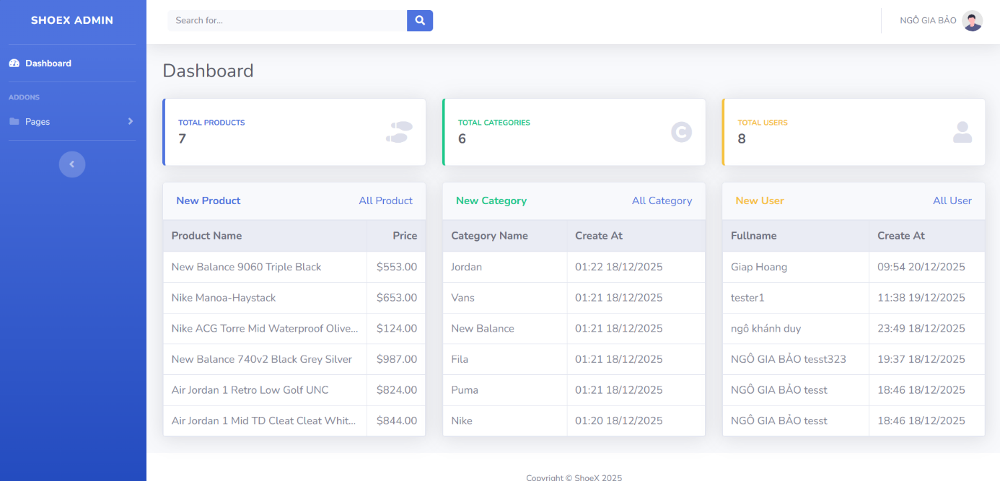 SHOEX ADMIN
Search for...
NGÔ GIA BẢO
Dashboard
ADDONS
Pages
Dashboard
TOTAL PRODUCTS
7
TOTAL CATEGORIES
6
TOTAL USERS
8
New Product All Product
Product Name Price
New Balance 9060 Triple Black $553.00
Nike Manoa-Haystack $653.00
Nike ACG Torre Mid Waterproof Olive... $124.00
New Balance 740v2 Black Grey Silver $987.00
Air Jordan 1 Retro Low Golf UNC $824.00
Air Jordan 1 Mid TD Cleat Cleat Whit... $844.00
New Category All Category
Category Name Create At
Jordan 01:22 18/12/2025
Vans 01:21 18/12/2025
New Balance 01:21 18/12/2025
Fila 01:21 18/12/2025
Puma 01:21 18/12/2025
Nike 01:20 18/12/2025
New User All User
Fullname Create At
Giap Hoang 09:54 20/12/2025
tester1 11:38 19/12/2025
ngô khánh duy 23:49 18/12/2025
NGÔ GIA BẢO tesst323 19:37 18/12/2025
NGÔ GIA BẢO tesst 18:46 18/12/2025
NGÔ GIA BẢO tesst 18:46 18/12/2025
Copyright © ShoeX 2025